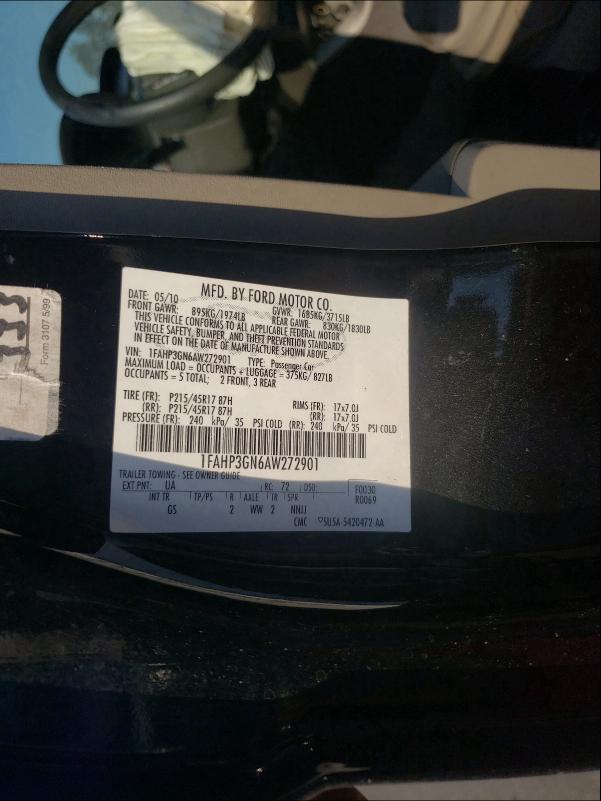 Form 3107 5/99
MFD. BY FORD MOTOR CO.
DATE: 05/10 GVWR: 1685KG/3715LB
FRONT GAWR: 895KG/1974LB REAR GAWR: 830KG/1830LB
THIS VEHICLE CONFORMS TO ALL APPLICABLE FEDERAL MOTOR
VEHICLE SAFETY, BUMPER, AND THEFT PREVENTION STANDARDS
IN EFFECT ON THE DATE OF MANUFACTURE SHOWN ABOVE.
VIN: 1FAHP3GN6AW272901 TYPE: Passenger Car
MAXIMUM LOAD = OCCUPANTS + LUGGAGE = 375KG/ 827LB
OCCUPANTS = 5 TOTAL; 2 FRONT, 3 REAR
TIRE (FR): P215/45R17 87H RIMS (FR): 17x7.0J
(RR): P215/45R17 87H (RR): 17x7.0J
PRESSURE (FR): 240 kPa/ 35 PSI COLD (RR): 240 kPa/ 35 PSI COLD
1FAHP3GN6AW272901
TRAILER TOWING - SEE OWNER GUIDE
EXT PNT: UA RC: 72 DSO: F0030
R0069
INT TR TP/PS R AXLE TR SPR
GS 2 WW 2 NNJJ
CMC 5U5A-5420472-AA